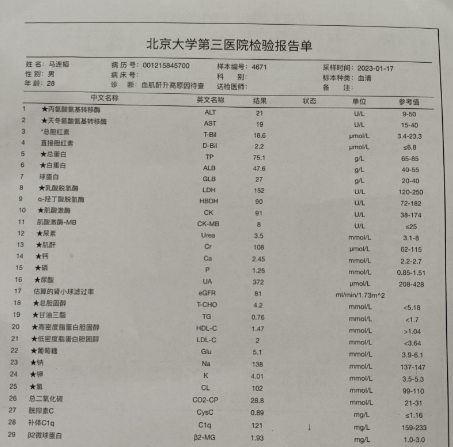 北京大学第三医院检验报告单
姓名：马连韬 病历号：001215845700 样本编号：4671 采样时间：2023-01-17
性别：男 病床号： 科别： 标本种类：血清
年龄：28 诊断：血肌酐升高原因待查 送检医师： 备注：
中文名称 英文名称 结果 状态 单位 参考值
1 ★丙氨酸氨基转移酶 ALT 21 U/L 9-50
2 ★天冬氨酸氨基转移酶 AST 19 U/L 15-40
3 *总胆红素 T-Bil 16.6 μmol/L 3.4-23.3
4 直接胆红素 D-Bil 2.2 μmol/L ≤6.8
5 ★总蛋白 TP 75.1 g/L 65-85
6 ★白蛋白 ALB 47.6 g/L 40-55
7 球蛋白 GLB 27 g/L 20-40
8 ★乳酸脱氢酶 LDH 152 U/L 120-250
9 α-羟丁酸脱氢酶 HBDH 90 U/L 72-182
10 ★肌酸激酶 CK 91 U/L 38-174
11 肌酸激酶-MB CK-MB 8 U/L ≤25
12 ★尿素 Urea 3.5 mmol/L 3.1-8
13 ★肌酐 Cr 108 μmol/L 62-115
14 ★钙 Ca 2.45 mmol/L 2.2-2.7
15 ★磷 P 1.25 mmol/L 0.85-1.51
16 ★尿酸 UA 372 μmol/L 208-428
17 估算的肾小球滤过率 eGFR 81 ml/min/1.73m^2
18 ★总胆固醇 T-CHO 4.2 mmol/L <5.18
19 ★甘油三酯 TG 0.76 mmol/L <1.7
20 ★高密度脂蛋白胆固醇 HDL-C 1.47 mmol/L >1.04
21 ★低密度脂蛋白胆固醇 LDL-C 2 mmol/L <3.64
22 ★葡萄糖 Glu 5.1 mmol/L 3.9-6.1
23 ★钠 Na 138 mmol/L 137-147
24 ★钾 K 4.01 mmol/L 3.5-5.3
25 ★氯 CL 102 mmol/L 99-110
26 总二氧化碳 CO2-CP 28.8 mmol/L 21-31
27 胱抑素C CysC 0.89 mg/L ≤1.16
28 补体C1q C1q 121 ↓ mg/L 159-233
29 β2微球蛋白 β2-MG 1.93 mg/L 1.0-3.0